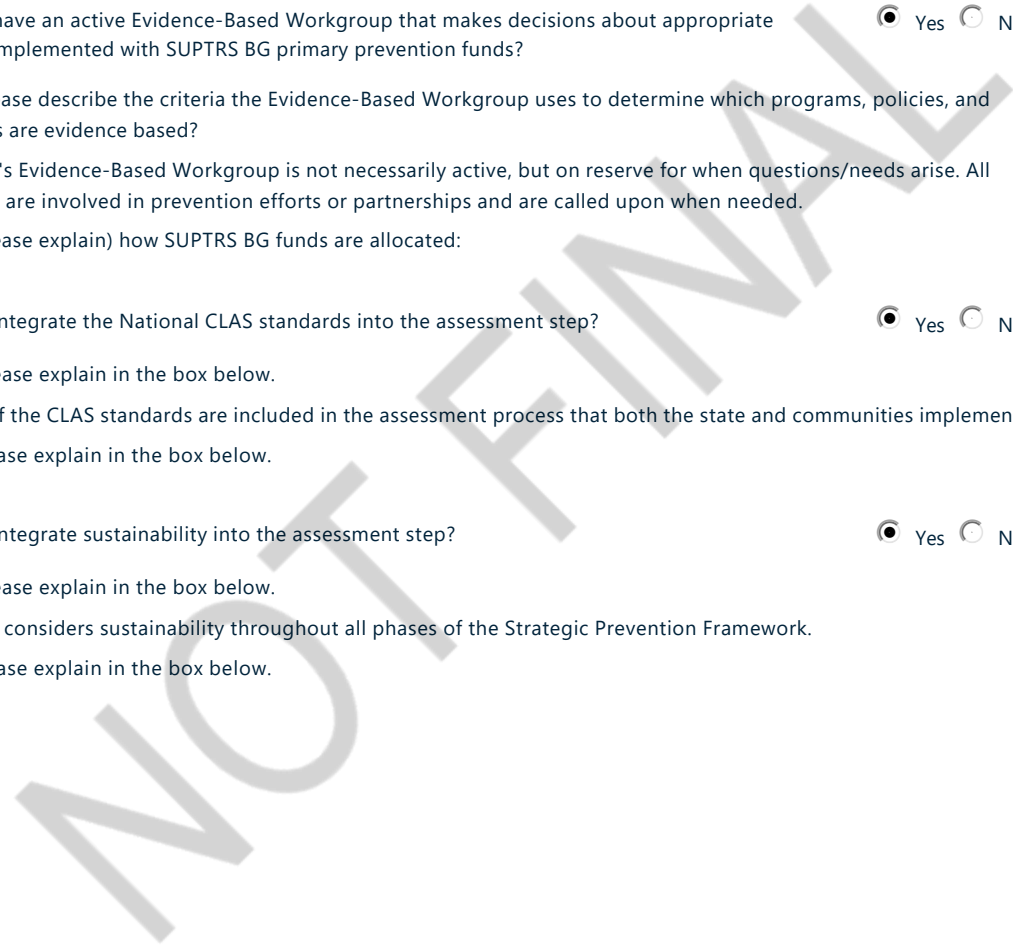 have an active Evidence-Based Workgroup that makes decisions about appropriate Yes N
mplemented with SUPTRS BG primary prevention funds?
ase describe the criteria the Evidence-Based Workgroup uses to determine which programs, policies, and
s are evidence based?
's Evidence-Based Workgroup is not necessarily active, but on reserve for when questions/needs arise. All
are involved in prevention efforts or partnerships and are called upon when needed.
ease explain) how SUPTRS BG funds are allocated:
ntegrate the National CLAS standards into the assessment step? Yes N
ease explain in the box below.
f the CLAS standards are included in the assessment process that both the state and communities implemen
ase explain in the box below.
ntegrate sustainability into the assessment step? Yes N
ease explain in the box below.
considers sustainability throughout all phases of the Strategic Prevention Framework.
ase explain in the box below.
NOT FINAL